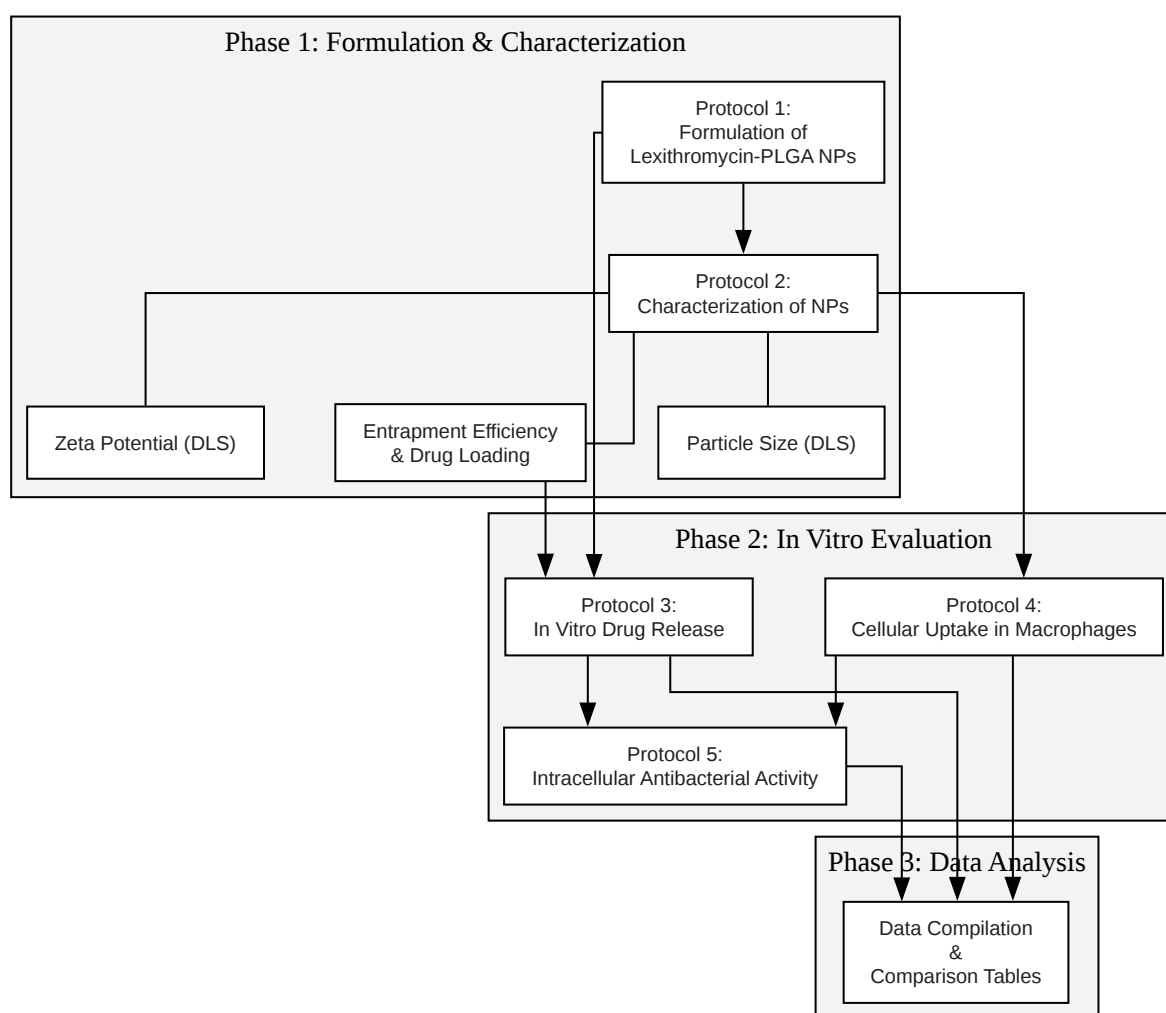 Phase 1: Formulation & Characterization
Protocol 1:
Formulation of
Lexithromycin-PLGA NPs
Protocol 2:
Characterization of NPs
Zeta Potential (DLS)
Entrapment Efficiency
& Drug Loading
Particle Size (DLS)
Phase 2: In Vitro Evaluation
Protocol 3:
In Vitro Drug Release
Protocol 4:
Cellular Uptake in Macrophages
Protocol 5:
Intracellular Antibacterial Activity
Phase 3: Data Analysis
Data Compilation
&
Comparison Tables